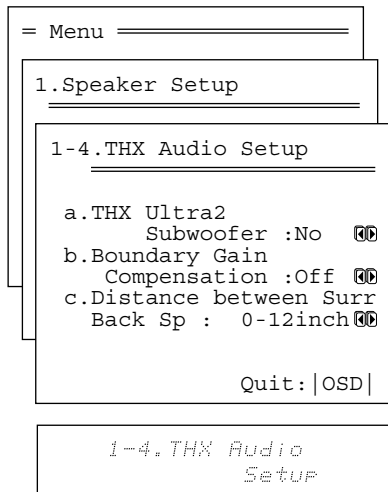 = Menu
1.Speaker Setup
1-4.THX Audio Setup
a.THX Ultra2
Subwoofer :No
b.Boundary Gain
Compensation :Off
c.Distance between Surr
Back Sp : 0-12inch
Quit:|OSD|
1-4.THX Audio
Setup